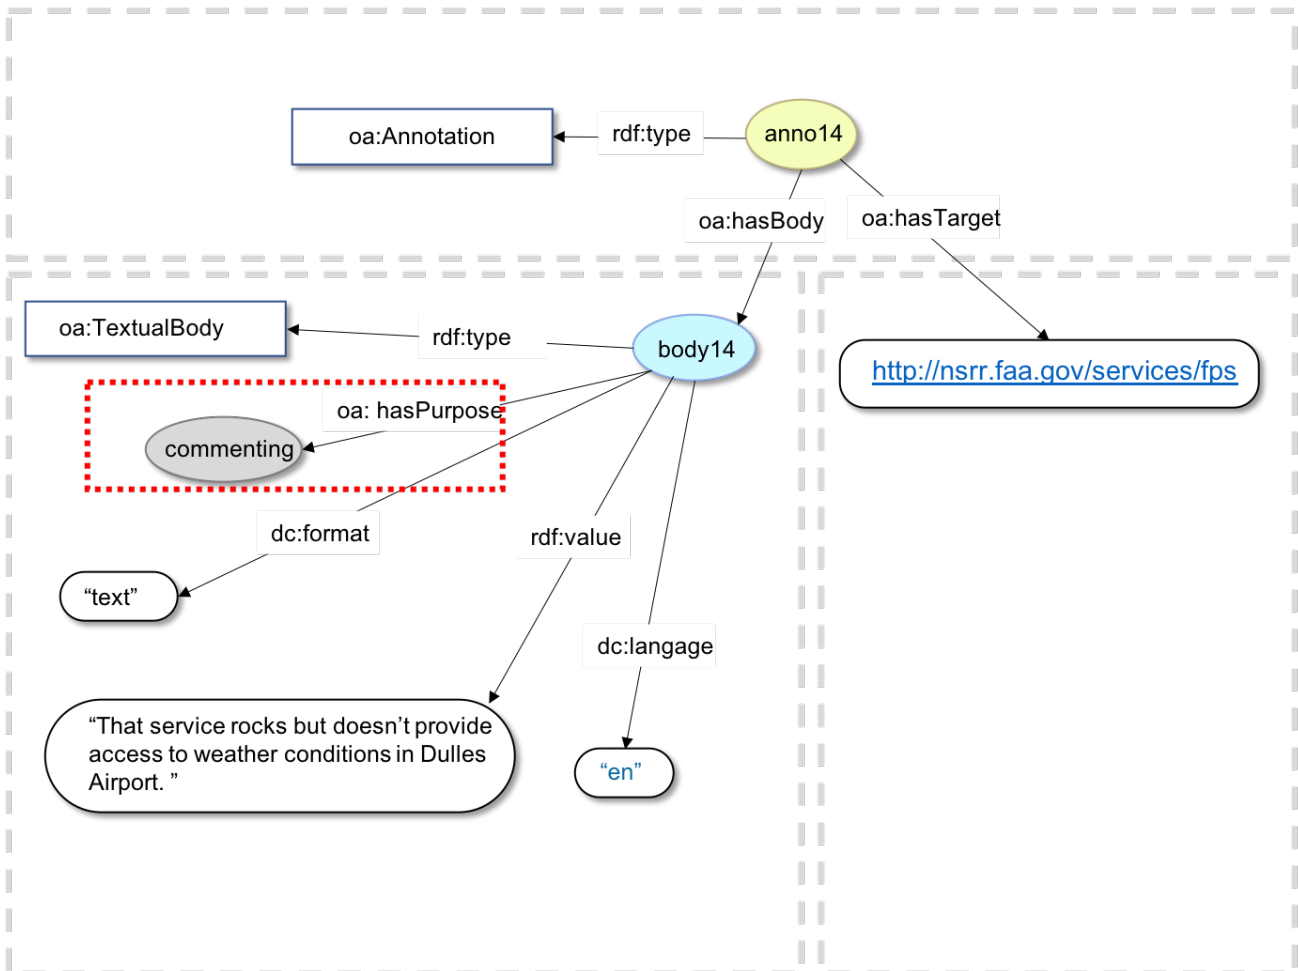 oa:Annotation
rdf:type
anno14
oa:hasBody
oa:hasTarget
oa:TextualBody
rdf:type
body14
http://nsrr.faa.gov/services/fps
oa: hasPurpose
commenting
dc:format
rdf:value
“text”
dc:langage
“That service rocks but doesn’t provide
access to weather conditions in Dulles
Airport. ”
“en”